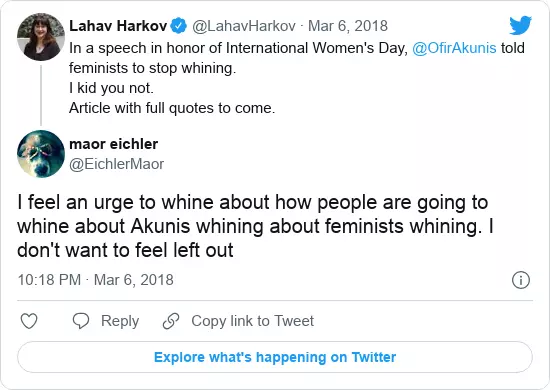 Lahav Harkov @LahavHarkov · Mar 6, 2018
In a speech in honor of International Women's Day, @OfirAkunis told
feminists to stop whining.
I kid you not.
Article with full quotes to come.
maor eichler
@EichlerMaor
I feel an urge to whine about how people are going to
whine about Akunis whining about feminists whining. I
don't want to feel left out
10:18 PM · Mar 6, 2018
Reply Copy link to Tweet
Explore what's happening on Twitter